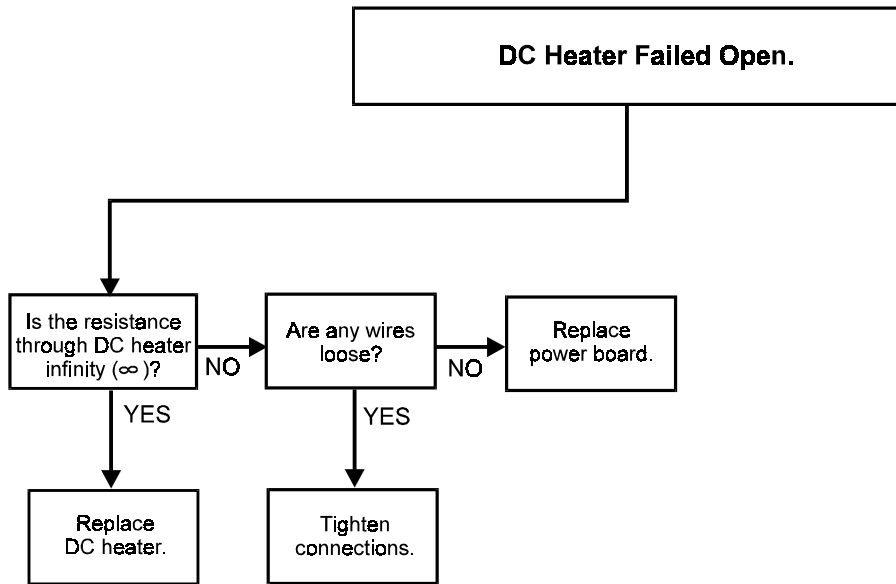 DC Heater Failed Open.
Is the resistance
through DC heater
infinity (∞)?
NO
Are any wires
loose?
NO
Replace
power board.
YES
YES
Replace
DC heater.
Tighten
connections.